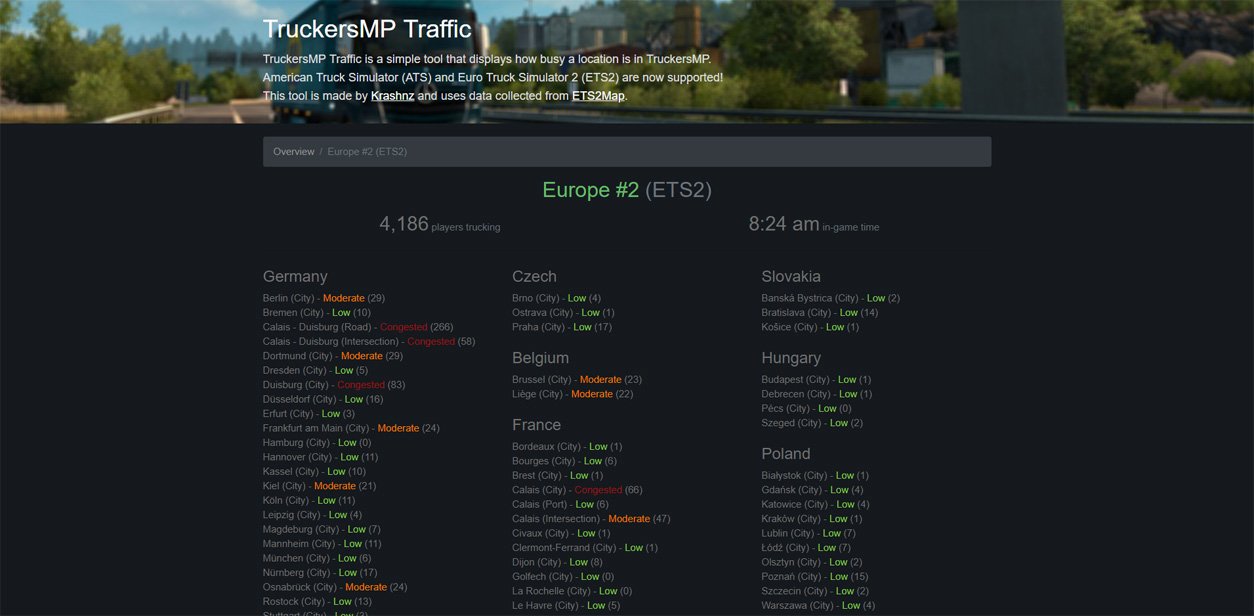 TruckersMP Traffic
TruckersMP Traffic is a simple tool that displays how busy a location is in TruckersMP.
American Truck Simulator (ATS) and Euro Truck Simulator 2 (ETS2) are now supported!
This tool is made by Krashnz and uses data collected from ETS2Map.
Overview / Europe #2 (ETS2)
Europe #2 (ETS2)
4,186 players trucking
8:24 am in-game time
Germany
Berlin (City) - Moderate (29)
Bremen (City) - Low (10)
Calais - Duisburg (Road) - Congested (266)
Calais - Duisburg (Intersection) - Congested (58)
Dortmund (City) - Moderate (29)
Dresden (City) - Low (5)
Duisburg (City) - Congested (83)
Düsseldorf (City) - Low (16)
Erfurt (City) - Low (3)
Frankfurt am Main (City) - Moderate (24)
Hamburg (City) - Low (0)
Hannover (City) - Low (11)
Kassel (City) - Low (10)
Kiel (City) - Moderate (21)
Köln (City) - Low (11)
Leipzig (City) - Low (4)
Magdeburg (City) - Low (7)
Mannheim (City) - Low (11)
München (City) - Low (6)
Nürnberg (City) - Low (17)
Osnabrück (City) - Moderate (24)
Rostock (City) - Low (13)
Stuttgart (City) - Low (3)
Czech
Brno (City) - Low (4)
Ostrava (City) - Low (1)
Praha (City) - Low (17)
Belgium
Brussel (City) - Moderate (23)
Liège (City) - Moderate (22)
France
Bordeaux (City) - Low (1)
Bourges (City) - Low (6)
Brest (City) - Low (1)
Calais (City) - Congested (66)
Calais (Port) - Low (6)
Calais (Intersection) - Moderate (47)
Civaux (City) - Low (1)
Clermont-Ferrand (City) - Low (1)
Dijon (City) - Low (8)
Golfech (City) - Low (0)
La Rochelle (City) - Low (0)
Le Havre (City) - Low (5)
Slovakia
Banská Bystrica (City) - Low (2)
Bratislava (City) - Low (14)
Košice (City) - Low (1)
Hungary
Budapest (City) - Low (1)
Debrecen (City) - Low (1)
Pécs (City) - Low (0)
Szeged (City) - Low (2)
Poland
Białystok (City) - Low (1)
Gdańsk (City) - Low (4)
Katowice (City) - Low (4)
Kraków (City) - Low (1)
Lublin (City) - Low (7)
Łódź (City) - Low (7)
Olsztyn (City) - Low (2)
Poznań (City) - Low (15)
Szczecin (City) - Low (2)
Warszawa (City) - Low (4)